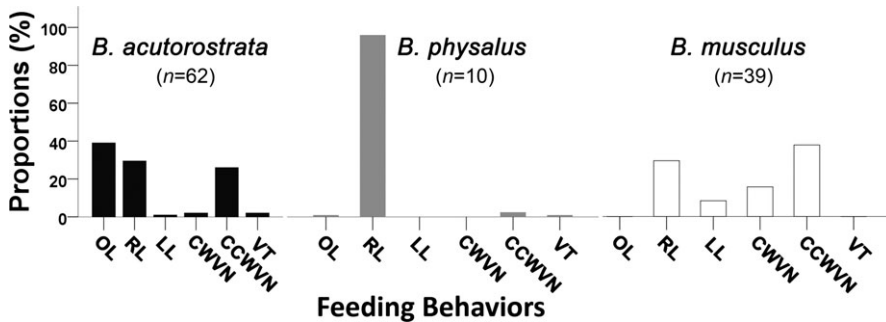 Proportions (%)
100
80
60
40
20
0
B. acutorostrata
(n=62)
B. physalus
(n=10)
B. musculus
(n=39)
OL RL LL CWVN CCWVN VT
OL RL LL CWVN CCWVN VT
OL RL LL CWVN CCWVN VT
Feeding Behaviors